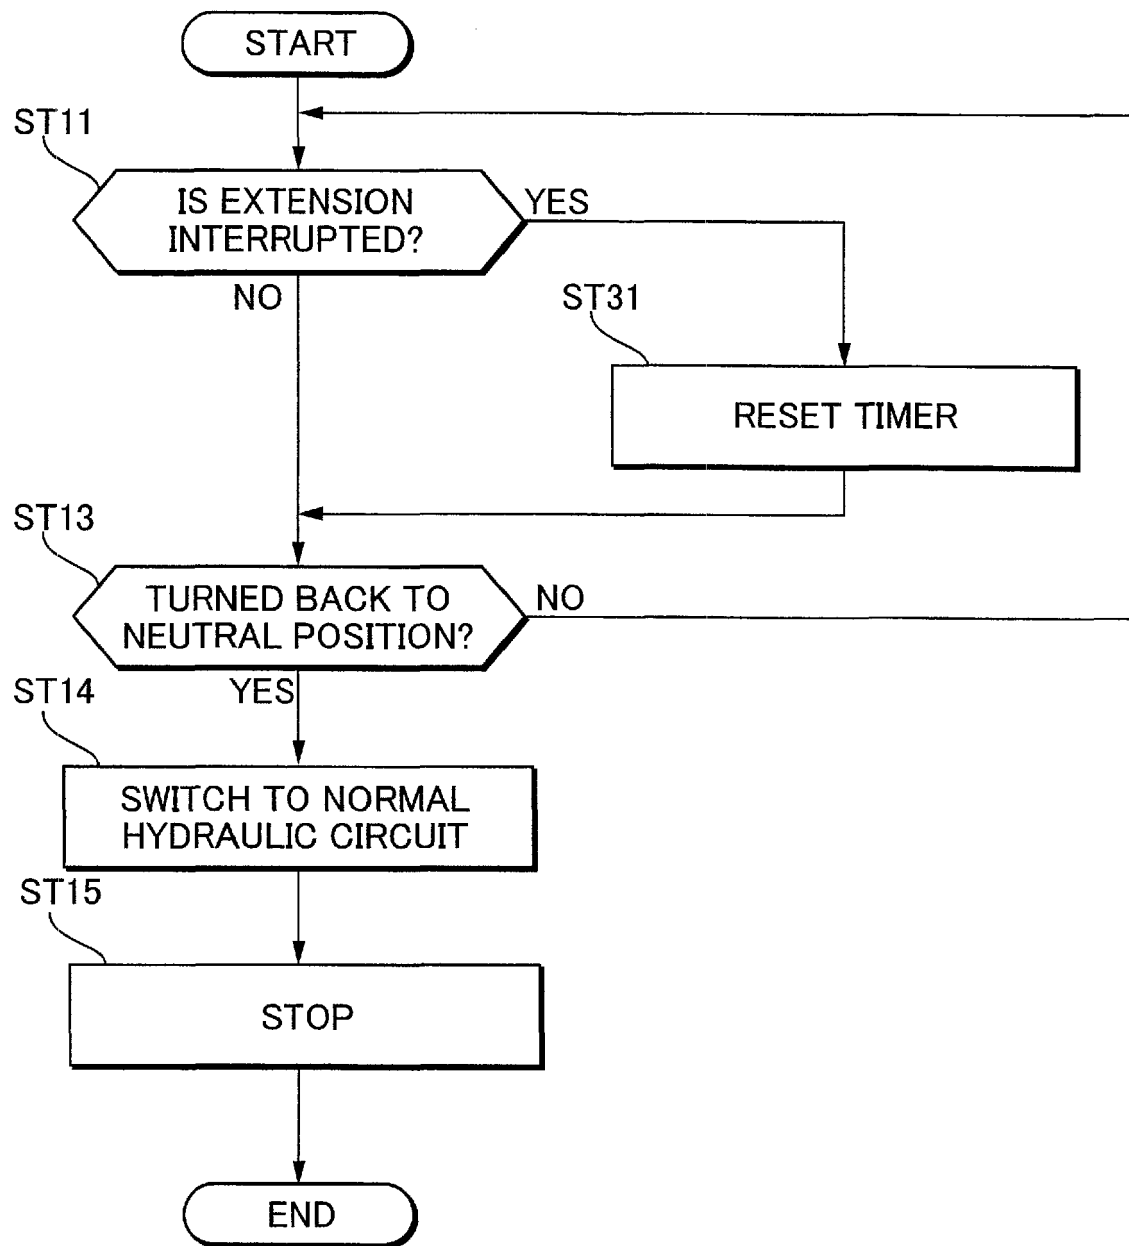 START
ST11
IS EXTENSION
INTERRUPTED?
YES
NO
ST31
RESET TIMER
ST13
TURNED BACK TO
NEUTRAL POSITION?
NO
YES
ST14
SWITCH TO NORMAL
HYDRAULIC CIRCUIT
ST15
STOP
END